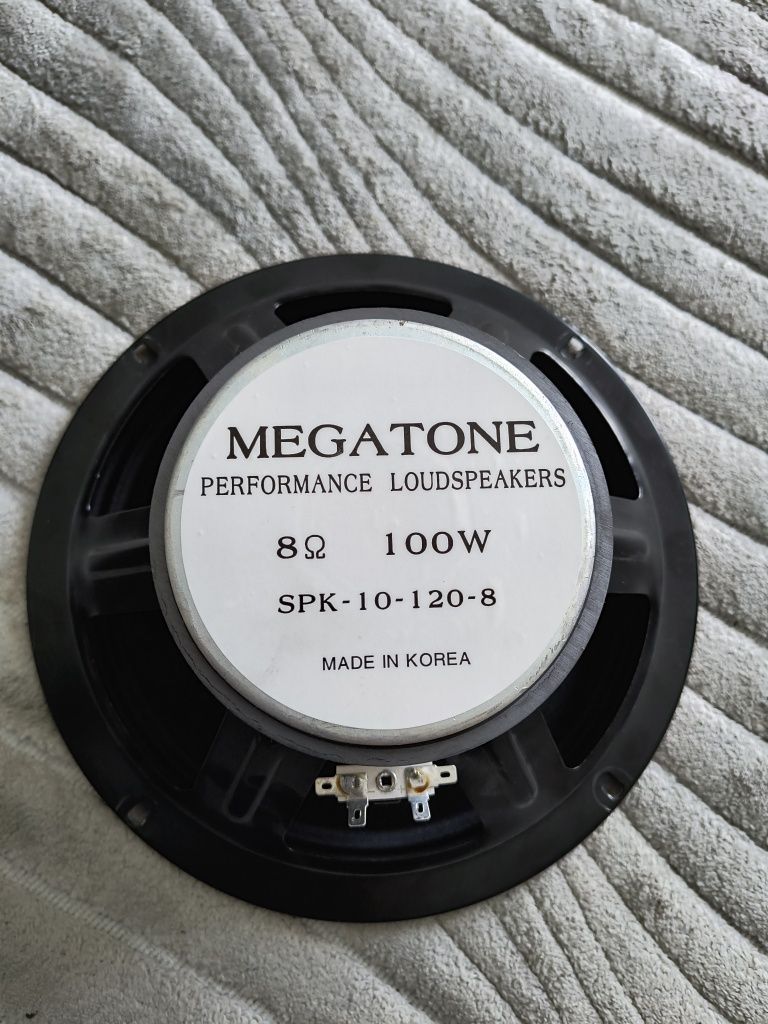 MEGATONE
PERFORMANCE LOUDSPEAKERS
8Ω 100W
SPK-10-120-8
MADE IN KOREA